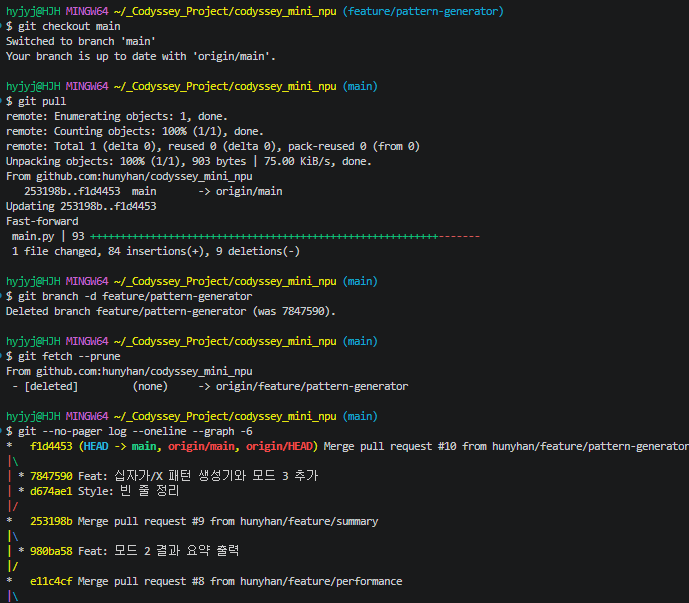 hyjyj@HJH MINGW64 ~/_Codyssey_Project/codyssey_mini_npu (feature/pattern-generator)
$ git checkout main
Switched to branch 'main'
Your branch is up to date with 'origin/main'.
hyjyj@HJH MINGW64 ~/_Codyssey_Project/codyssey_mini_npu (main)
$ git pull
remote: Enumerating objects: 1, done.
remote: Counting objects: 100% (1/1), done.
remote: Total 1 (delta 0), reused 0 (delta 0), pack-reused 0 (from 0)
Unpacking objects: 100% (1/1), 903 bytes | 75.00 KiB/s, done.
From github.com:hunyhan/codyssey_mini_npu
   253198b..f1d4453  main       -> origin/main
Updating 253198b..f1d4453
Fast-forward
 main.py | 93 ++++++++++++++++++++++++++++++++++++++++++++++++++++++++++-------
 1 file changed, 84 insertions(+), 9 deletions(-)
hyjyj@HJH MINGW64 ~/_Codyssey_Project/codyssey_mini_npu (main)
$ git branch -d feature/pattern-generator
Deleted branch feature/pattern-generator (was 7847590).
hyjyj@HJH MINGW64 ~/_Codyssey_Project/codyssey_mini_npu (main)
$ git fetch --prune
From github.com:hunyhan/codyssey_mini_npu
 - [deleted]         (none)     -> origin/feature/pattern-generator
hyjyj@HJH MINGW64 ~/_Codyssey_Project/codyssey_mini_npu (main)
$ git --no-pager log --oneline --graph -6
*   f1d4453 (HEAD -> main, origin/main, origin/HEAD) Merge pull request #10 from hunyhan/feature/pattern-generator
|\
| * 7847590 Feat: 십자가/X 패턴 생성기와 모드 3 추가
| * d674ae1 Style: 빈 줄 정리
|/
*   253198b Merge pull request #9 from hunyhan/feature/summary
|\
| * 980ba58 Feat: 모드 2 결과 요약 출력
|/
*   e11c4cf Merge pull request #8 from hunyhan/feature/performance
|\